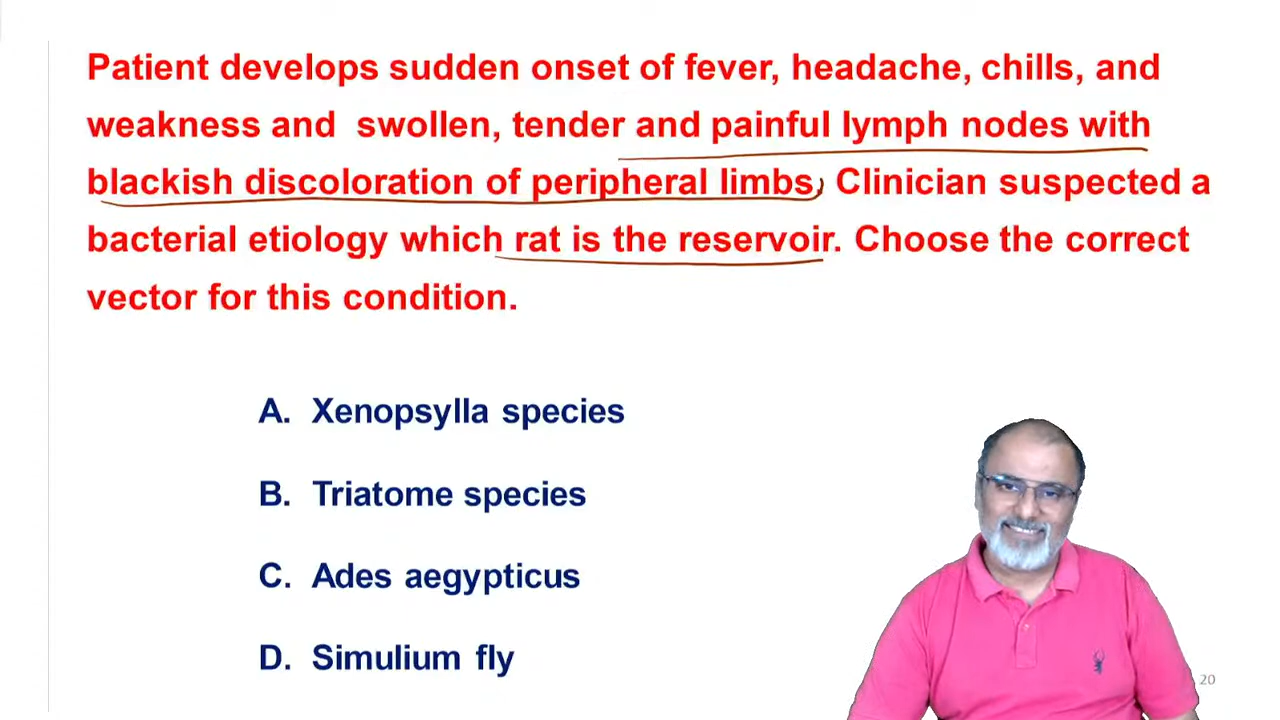 Patient develops sudden onset of fever, headache, chills, and
weakness and swollen, tender and painful lymph nodes with
blackish discoloration of peripheral limbs. Clinician suspected a
bacterial etiology which rat is the reservoir. Choose the correct
vector for this condition.
A. Xenopsylla species
B. Triatome species
C. Ades aegypticus
D. Simulium fly
20